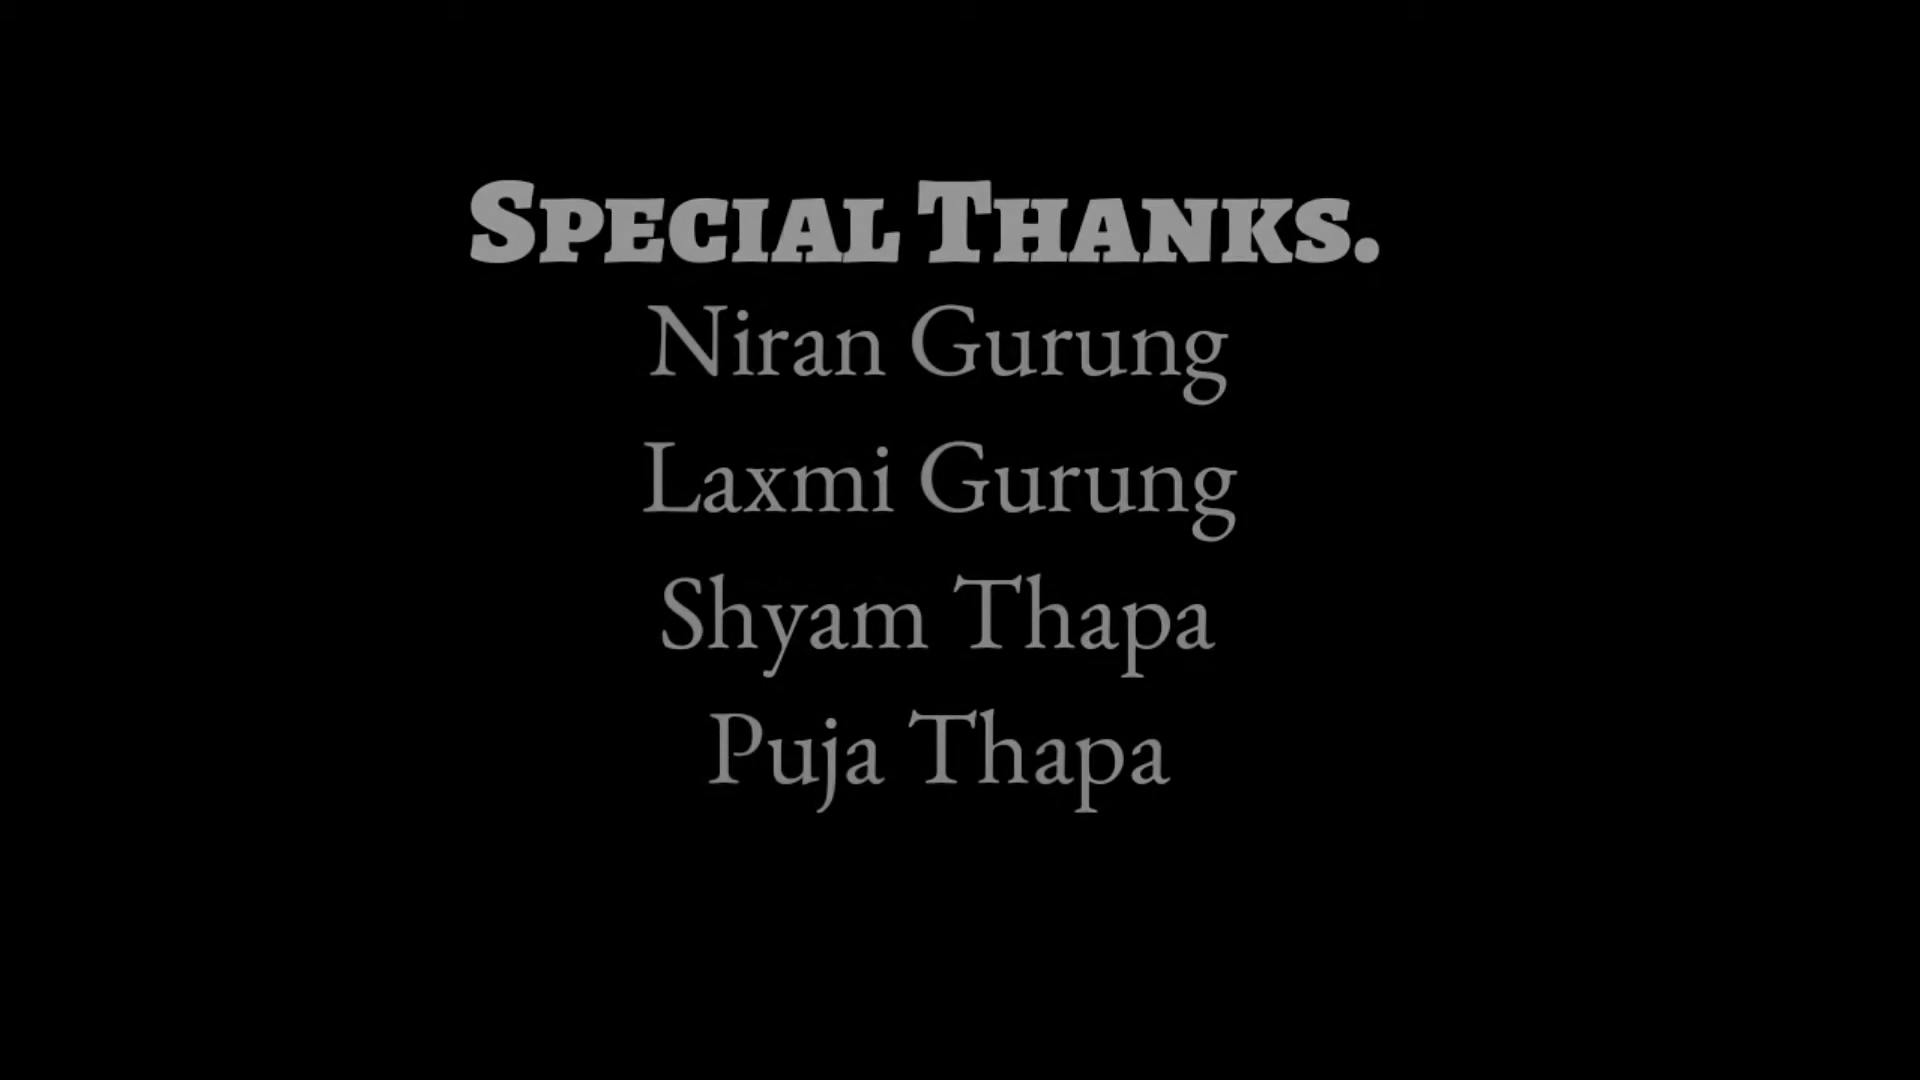 Special Thanks.
Niran Gurung
Laxmi Gurung
Shyam Thapa
Puja Thapa